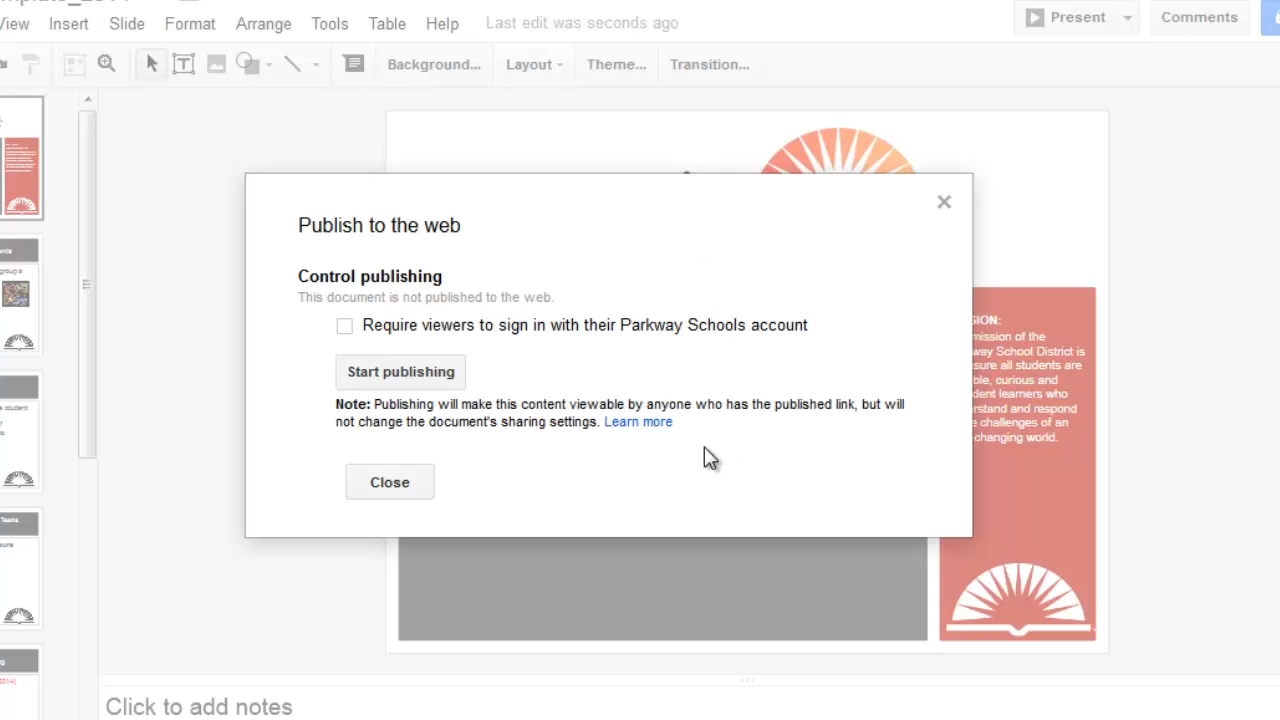 View Insert Slide Format Arrange Tools Table Help Last edit was seconds ago
Present Comments
Background... Layout Theme... Transition...
Publish to the web
Control publishing
This document is not published to the web.
Require viewers to sign in with their Parkway Schools account
Start publishing
Note: Publishing will make this content viewable by anyone who has the published link, but will
not change the document's sharing settings. Learn more
Close
SION:
mission of the
way School District is
sure all students are
ble, curious and
dent learners who
rstand and respond
e challenges of an
-changing world.
Click to add notes